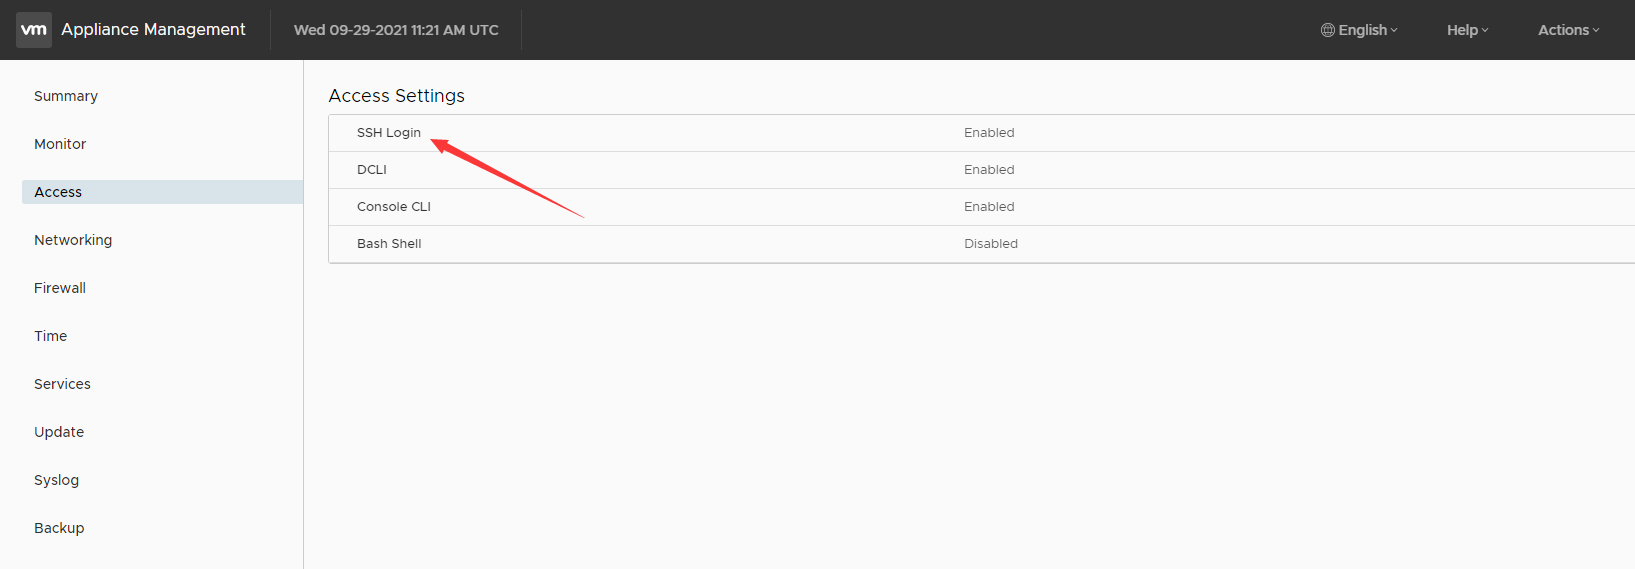 vm Appliance Management Wed 09-29-2021 11:21 AM UTC English Help Actions
Summary
Monitor
Access
Networking
Firewall
Time
Services
Update
Syslog
Backup
Access Settings
SSH Login Enabled
DCLI Enabled
Console CLI Enabled
Bash Shell Disabled